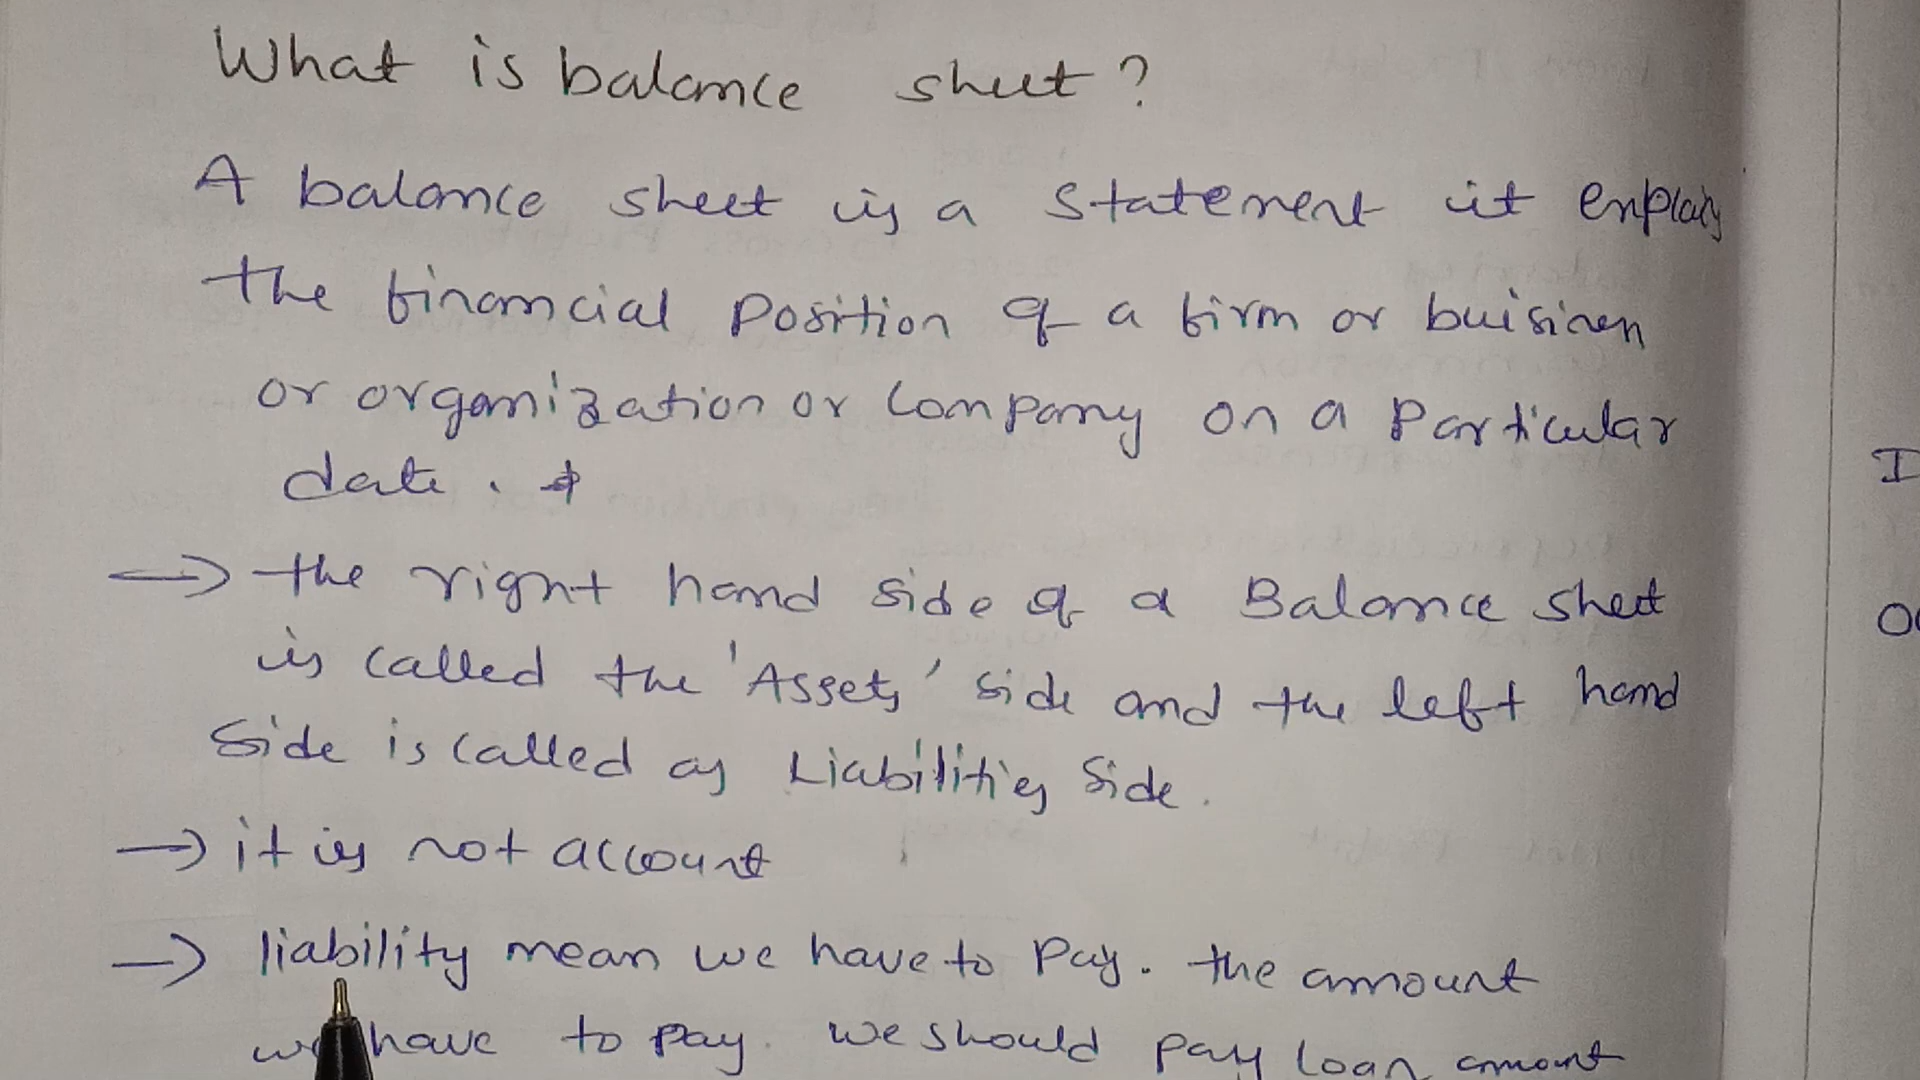 What is balance sheet?
A balance sheet is a statement it explains
the financial position of a firm or buisiness
or organization or Company on a Particular
date.
→ the right hand side of a Balance sheet
is called the 'Assets' side and the left hand
Side is called as Liabilities Side.
→ it is not account
→ liability mean we have to Pay. the amount
we have to pay. we should pay loan amount
I